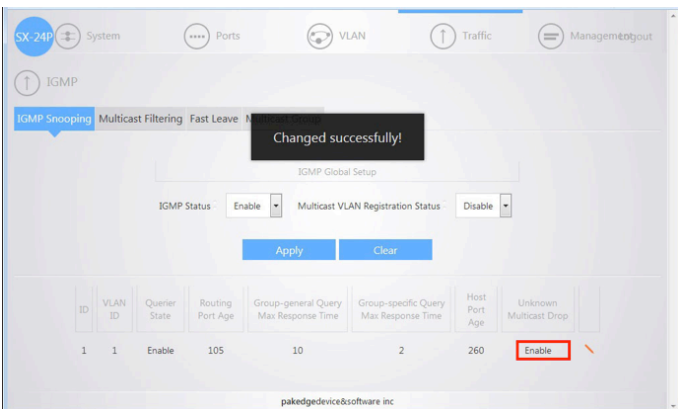 SX-24P System Ports VLAN Traffic Management Logout
IGMP
IGMP Snooping Multicast Filtering Fast Leave Multicast Group
Changed successfully!
IGMP Global Setup
IGMP Status Enable Multicast VLAN Registration Status Disable
Apply Clear
ID VLAN ID Querier State Routing Port Age Group-general Query Max Response Time Group-specific Query Max Response Time Host Port Age Unknown Multicast Drop
1 1 Enable 105 10 2 260 Enable
pakedgedevice&software inc